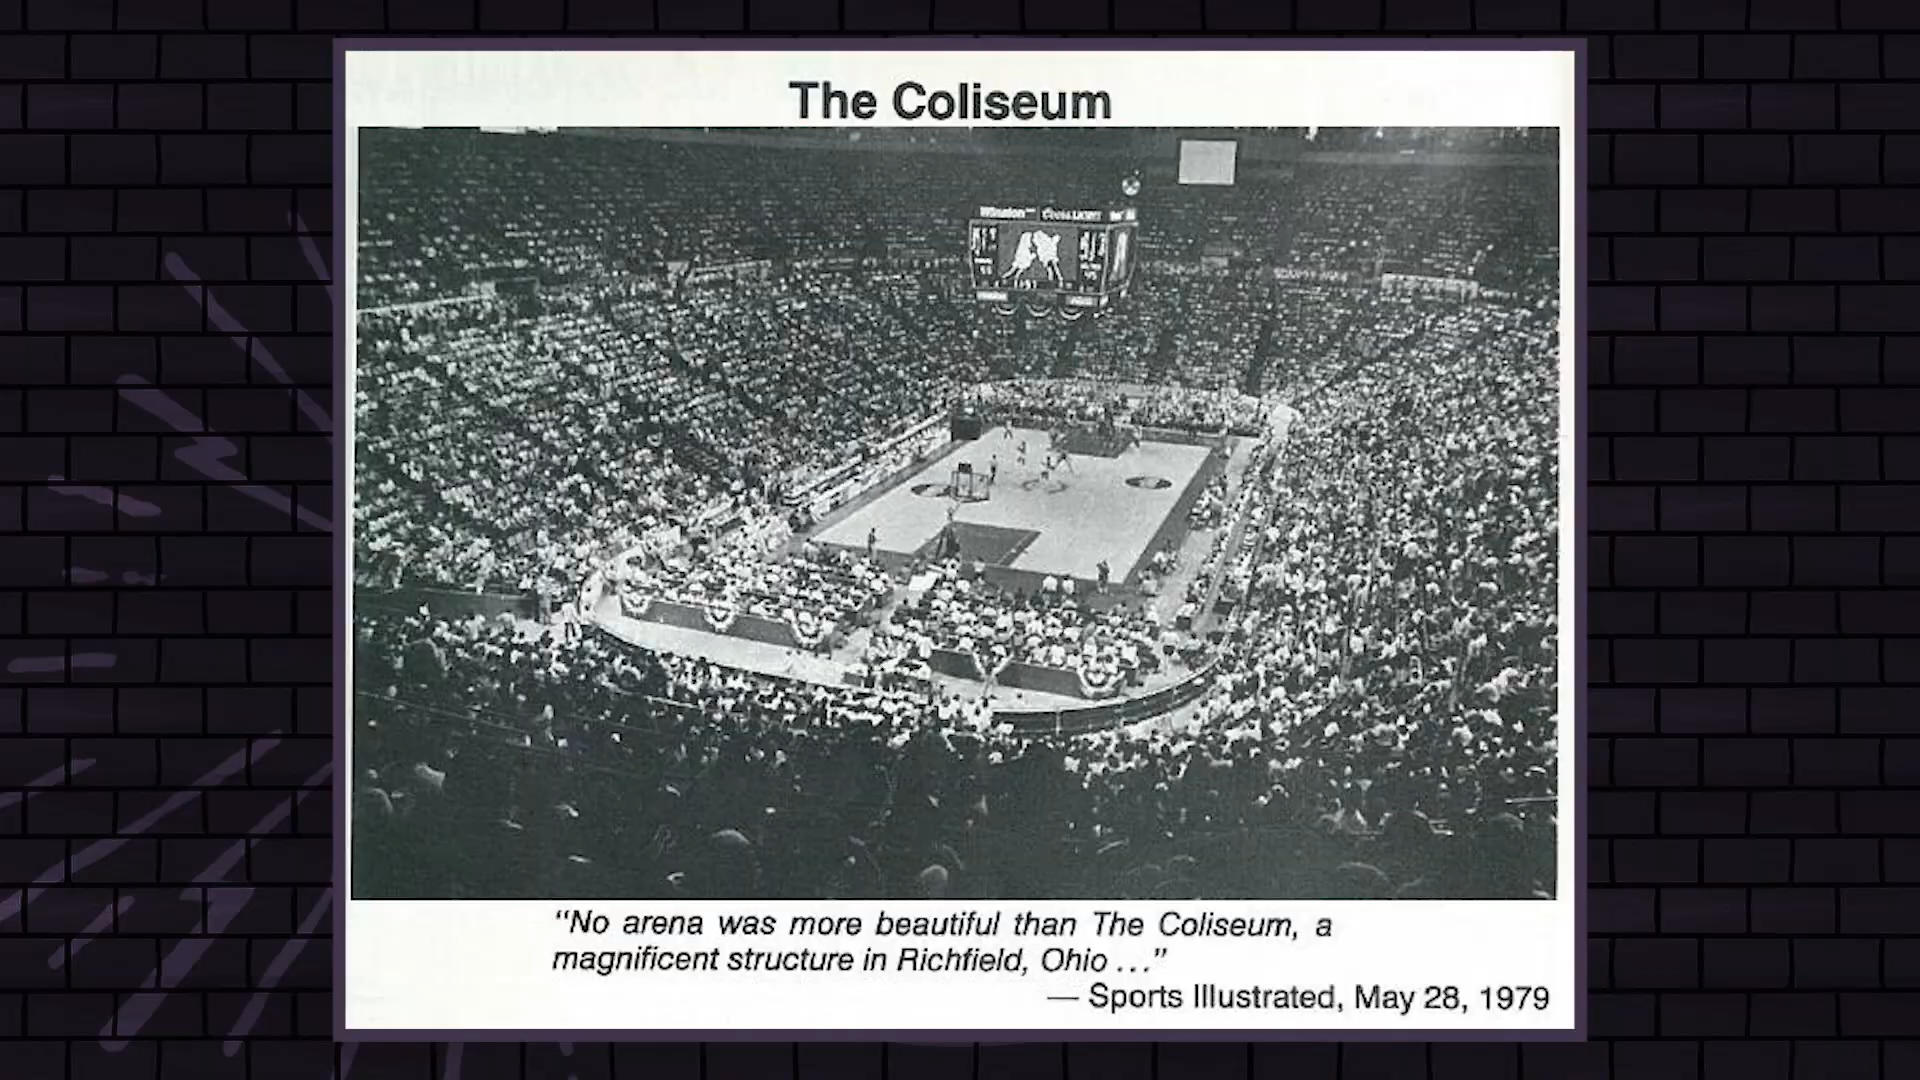 The Coliseum
Winston
“No arena was more beautiful than The Coliseum, a
magnificent structure in Richfield, Ohio ...”
— Sports Illustrated, May 28, 1979